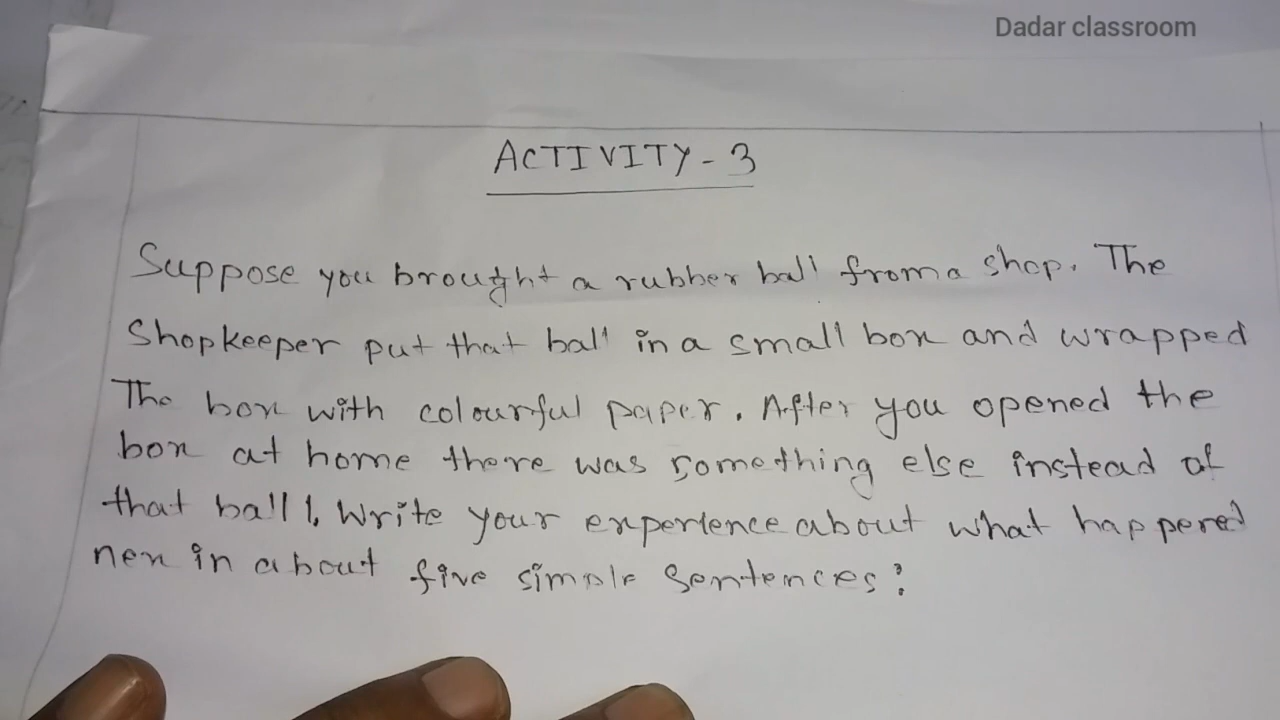 Dadar classroom
ACTIVITY - 3
Suppose you brought a rubber ball from a shop. The
Shopkeeper put that ball in a small box and wrapped
The box with colourful paper. After you opened the
box at home there was something else instead of
that ball!. Write your experience about what happened
nex in about five simple sentences?